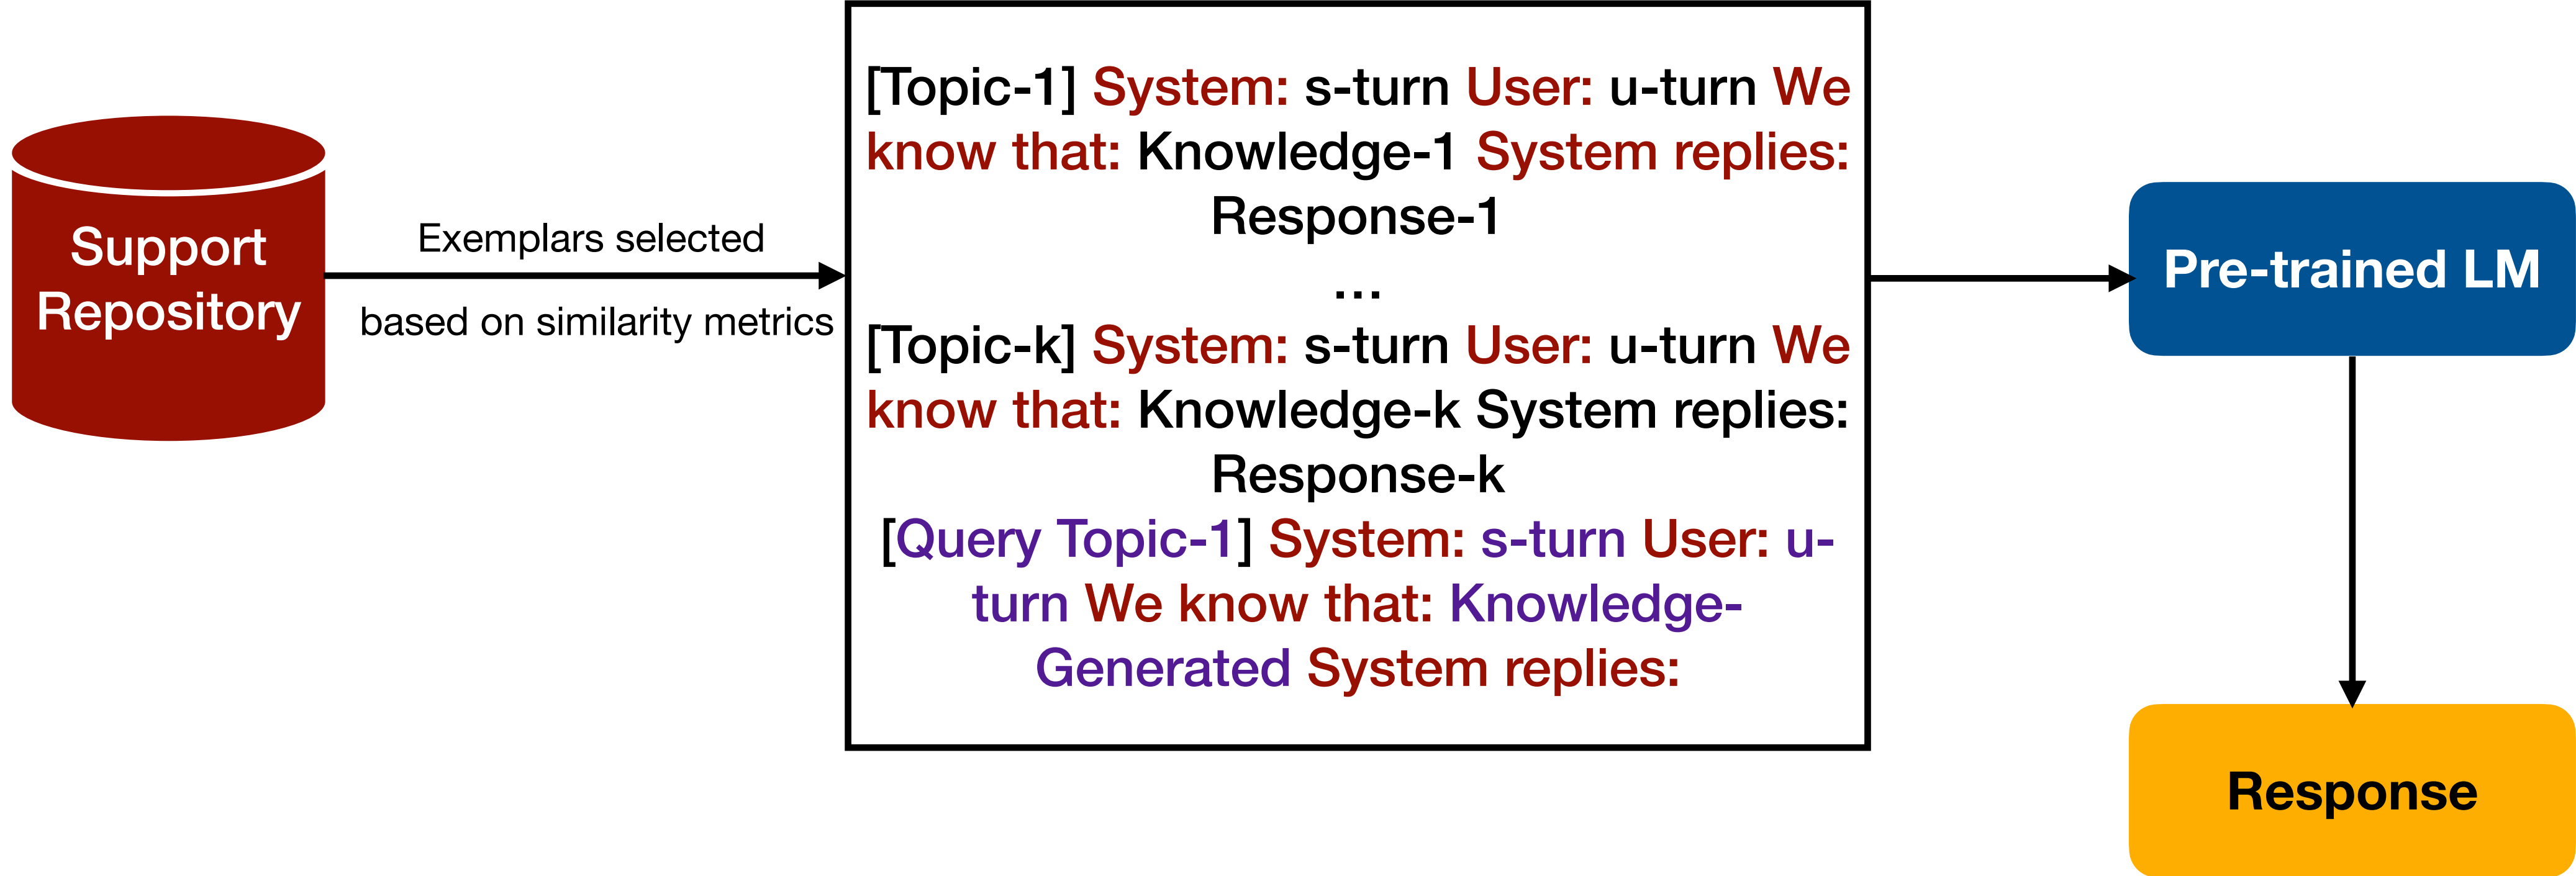 Support
Repository
Exemplars selected
based on similarity metrics
[Topic-1] System: s-turn User: u-turn We
know that: Knowledge-1 System replies:
Response-1
...
[Topic-k] System: s-turn User: u-turn We
know that: Knowledge-k System replies:
Response-k
[Query Topic-1] System: s-turn User: u-
turn We know that: Knowledge-
Generated System replies:
Pre-trained LM
Response